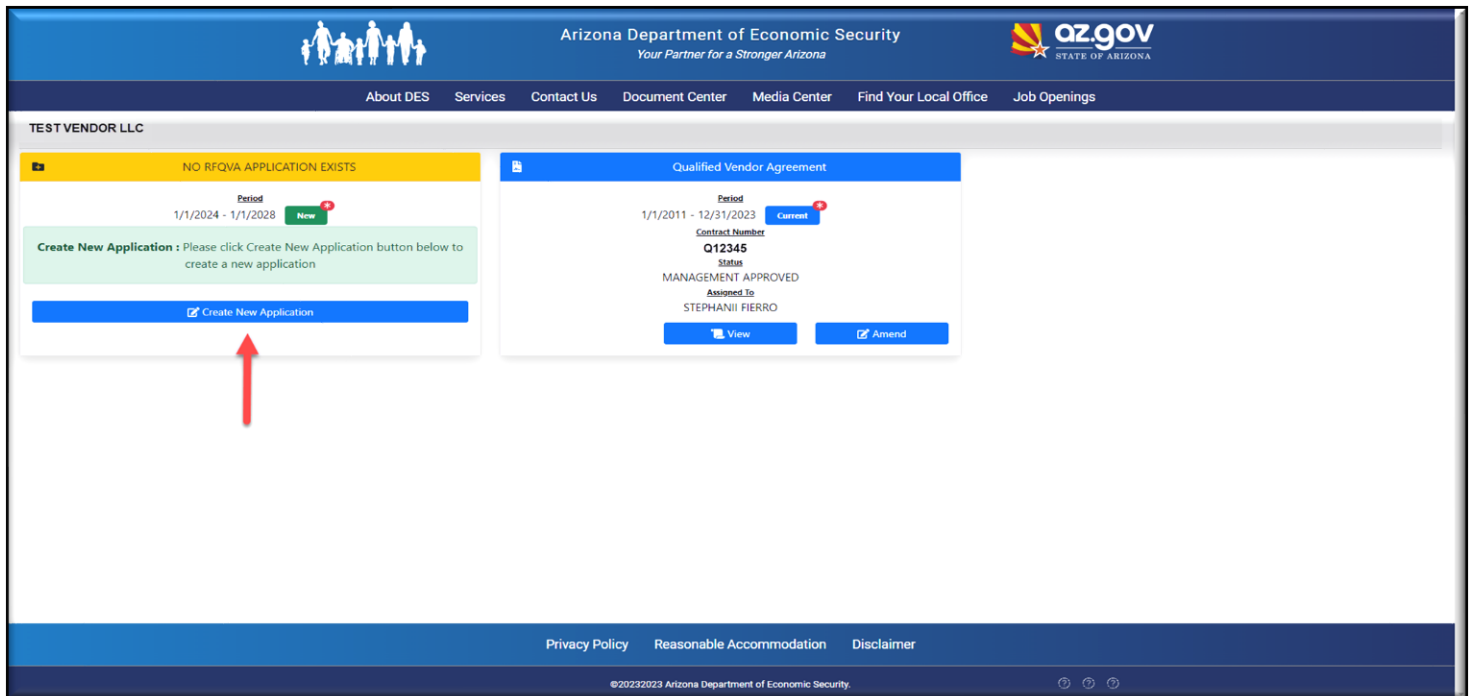 Arizona Department of Economic Security
Your Partner for a Stronger Arizona
az.gov
STATE OF ARIZONA
About DES Services Contact Us Document Center Media Center Find Your Local Office Job Openings
TEST VENDOR LLC
NO RFQVA APPLICATION EXISTS
Period
1/1/2024 - 1/1/2028 New *
Create New Application : Please click Create New Application button below to
create a new application
Create New Application
Qualified Vendor Agreement
Period
1/1/2011 - 12/31/2023 Current *
Contract Number
Q12345
Status
MANAGEMENT APPROVED
Assigned To
STEPHANII FIERRO
View Amend
Privacy Policy Reasonable Accommodation Disclaimer
©20232023 Arizona Department of Economic Security.
? ? ?